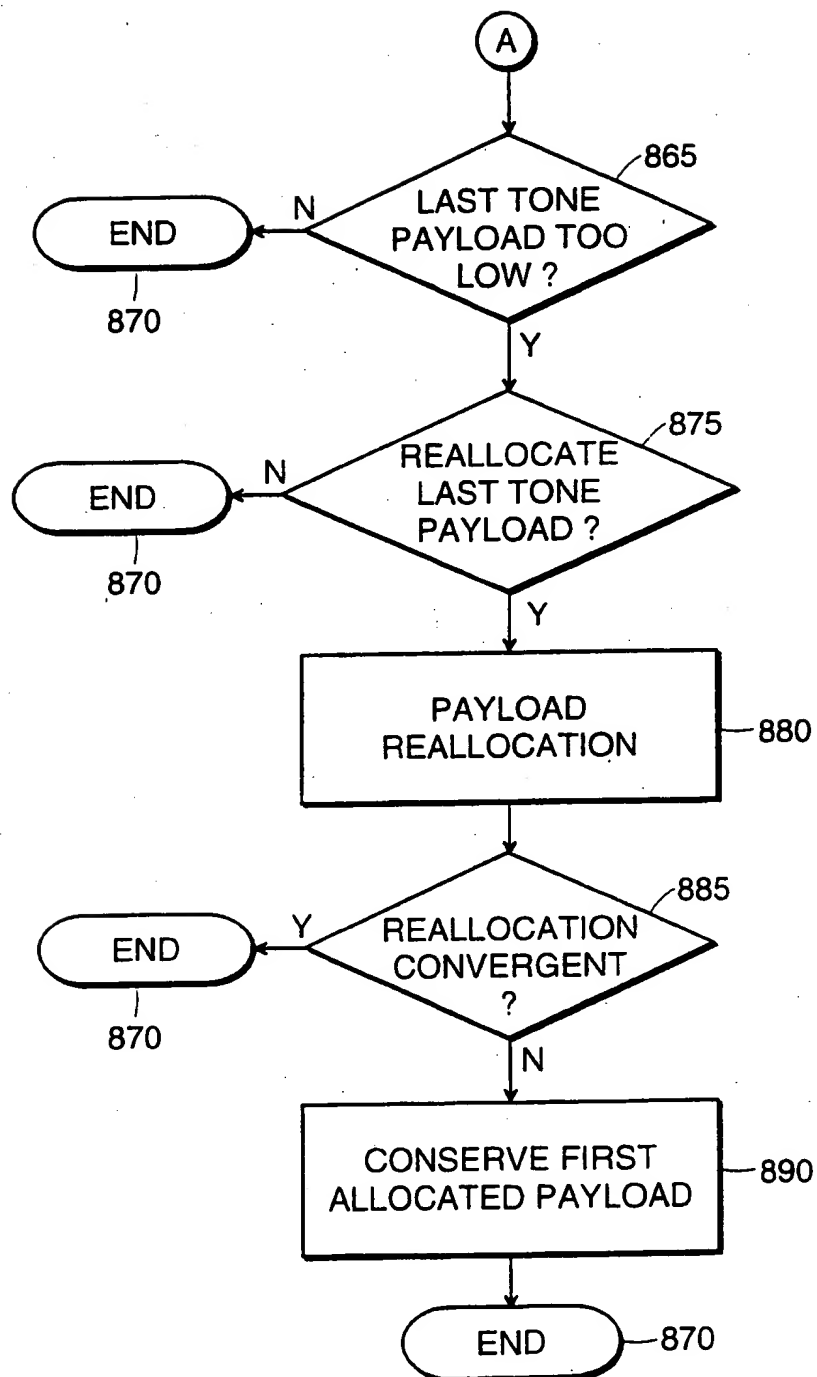 A
865
LAST TONE
PAYLOAD TOO
LOW ?
N
END
870
Y
875
REALLOCATE
LAST TONE
PAYLOAD ?
N
END
870
Y
PAYLOAD
REALLOCATION
880
885
REALLOCATION
CONVERGENT
?
Y
END
870
N
CONSERVE FIRST
ALLOCATED PAYLOAD
890
END
870